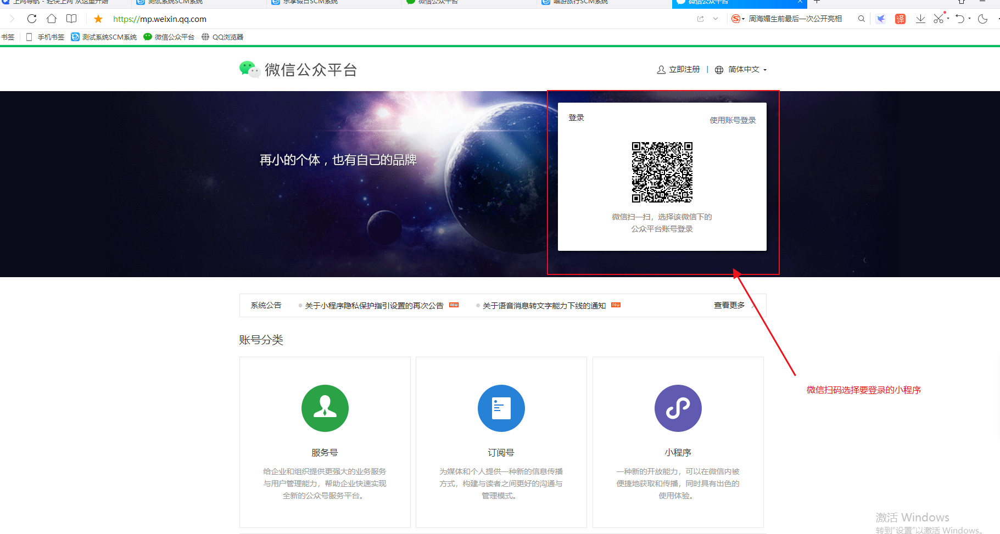 上网导航 - 轻快上网 从这里开始
测试系统SCM系统
乐享假日SCM系统
微信公众平台
嘻游旅行SCM系统
微信公众平台
https://mp.weixin.qq.com
周海媚生前最后一次公开亮相
译
书签
手机书签
测试系统SCM系统
微信公众平台
QQ浏览器
微信公众平台
立即注册
简体中文
登录
使用账号登录
再小的个体，也有自己的品牌
微信扫一扫，选择该微信下的
公众平台账号登录
系统公告
关于小程序隐私保护指引设置的再次公告 NEW
关于语音消息转文字能力下线的通知 NEW
查看更多
账号分类
微信扫码选择要登录的小程序
服务号
给企业和组织提供更强大的业务服务
与用户管理能力，帮助企业快速实现
全新的公众号服务平台。
订阅号
为媒体和个人提供一种新的信息传播
方式，构建与读者之间更好的沟通与
管理模式。
小程序
一种新的开放能力，可以在微信内被
便捷地获取和传播，同时具有出色的
使用体验。
激活 Windows
转到“设置”以激活 Windows。